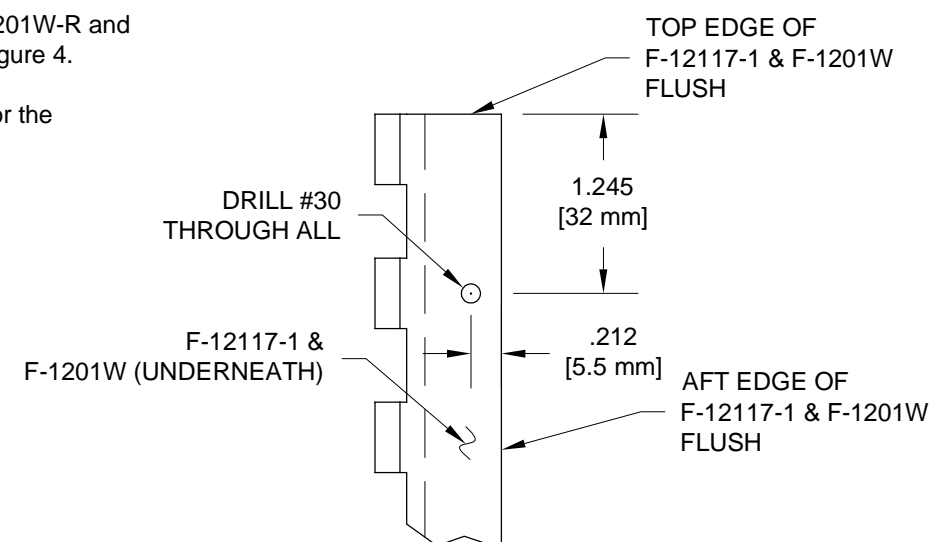 201W-R and
gure 4.
or the
TOP EDGE OF
F-12117-1 & F-1201W
FLUSH
1.245
[32 mm]
DRILL #30
THROUGH ALL
F-12117-1 &
F-1201W (UNDERNEATH)
.212
[5.5 mm]
AFT EDGE OF
F-12117-1 & F-1201W
FLUSH